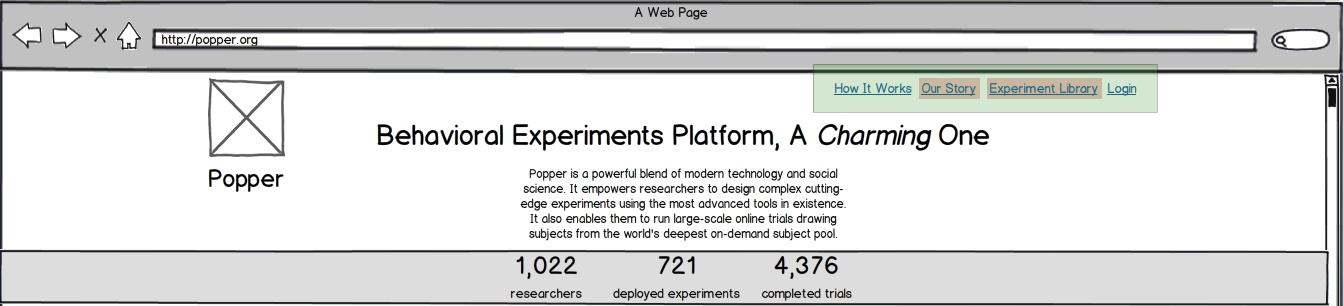 A Web Page
http://popper.org
How It Works Our Story Experiment Library Login
Behavioral Experiments Platform, A Charming One
Popper
Popper is a powerful blend of modern technology and social
science. It empowers researchers to design complex cutting-
edge experiments using the most advanced tools in existence.
It also enables them to run large-scale online trials drawing
subjects from the world's deepest on-demand subject pool.
1,022 721 4,376
researchers deployed experiments completed trials